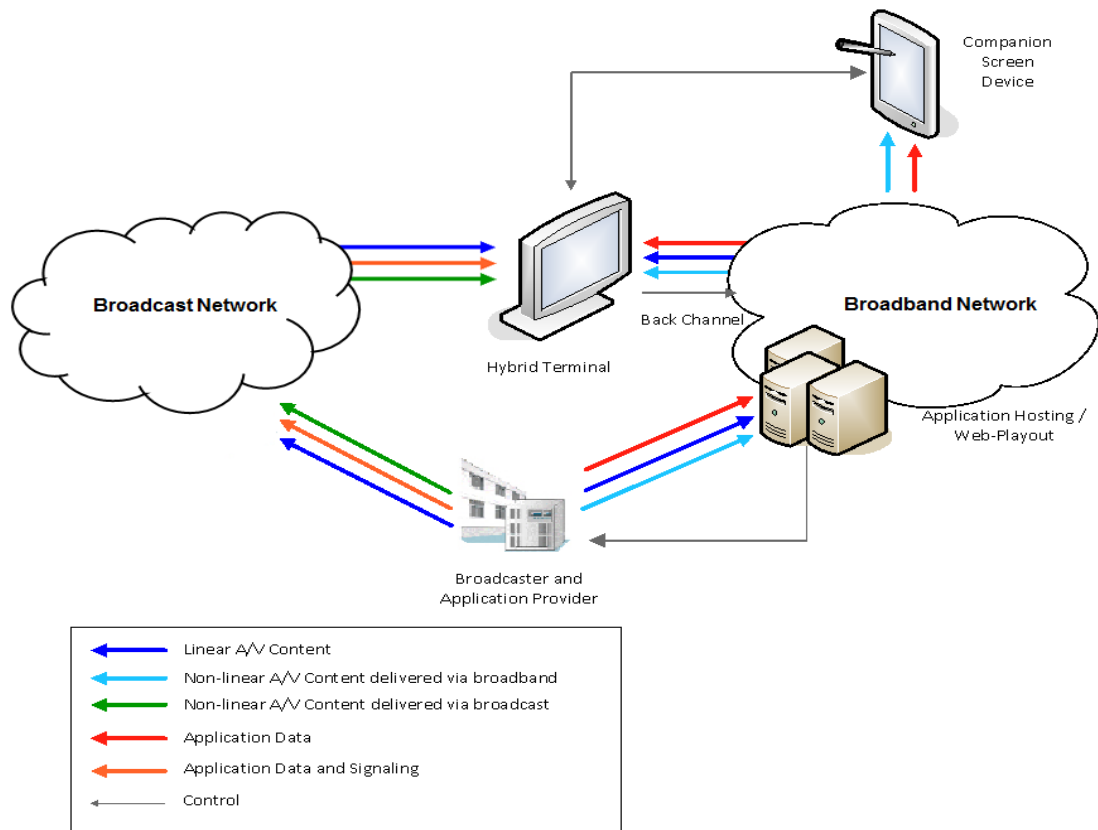 Companion
Screen
Device
Broadcast Network
Broadband Network
Back Channel
Hybrid Terminal
Application Hosting /
Web-Playout
Broadcaster and
Application Provider
Linear A/V Content
Non-linear A/V Content delivered via broadband
Non-linear A/V Content delivered via broadcast
Application Data
Application Data and Signaling
Control